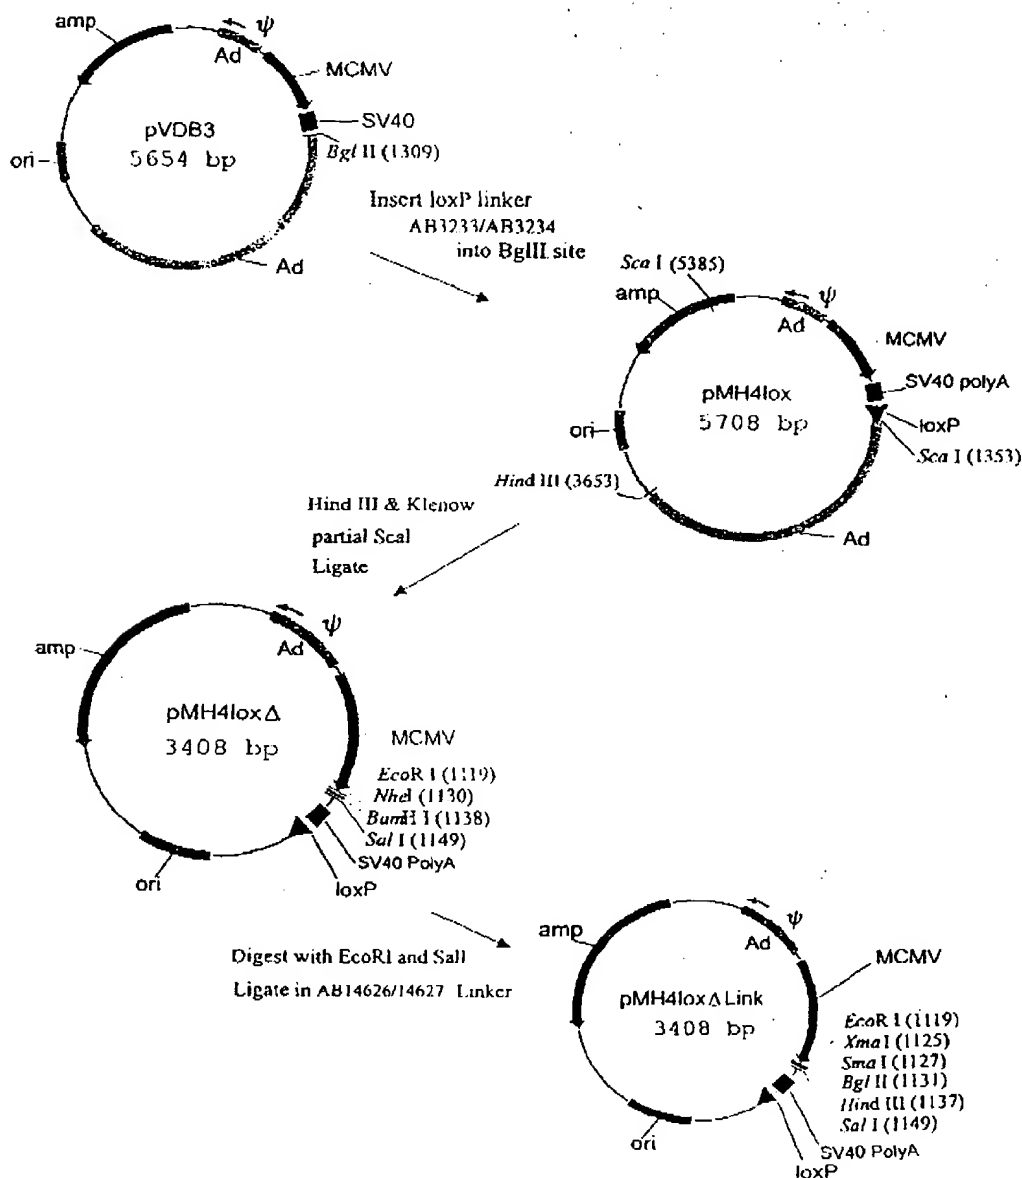 amp
ψ
Ad
MCMV
SV40
pVDB3
5654 bp
Bgl II (1309)
ori
Ad
Insert loxP linker
AB3233/AB3234
into BglII site
Sca I (5385)
amp
ψ
Ad
MCMV
SV40 polyA
pMH4lox
5708 bp
loxP
ori
Sca I (1353)
Hind III (3653)
Ad
Hind III & Klenow
partial ScaI
Ligate
amp
ψ
Ad
pMH4lox Δ
3408 bp
MCMV
EcoR I (1119)
NheI (1130)
BamH I (1138)
Sal I (1149)
SV40 PolyA
loxP
ori
Digest with EcoRI and SalI
Ligate in AB14626/14627 Linker
amp
ψ
Ad
MCMV
pMH4lox Δ Link
3408 bp
EcoR I (1119)
Xma I (1125)
Sma I (1127)
Bgl II (1131)
Hind III (1137)
Sal I (1149)
SV40 PolyA
loxP
ori